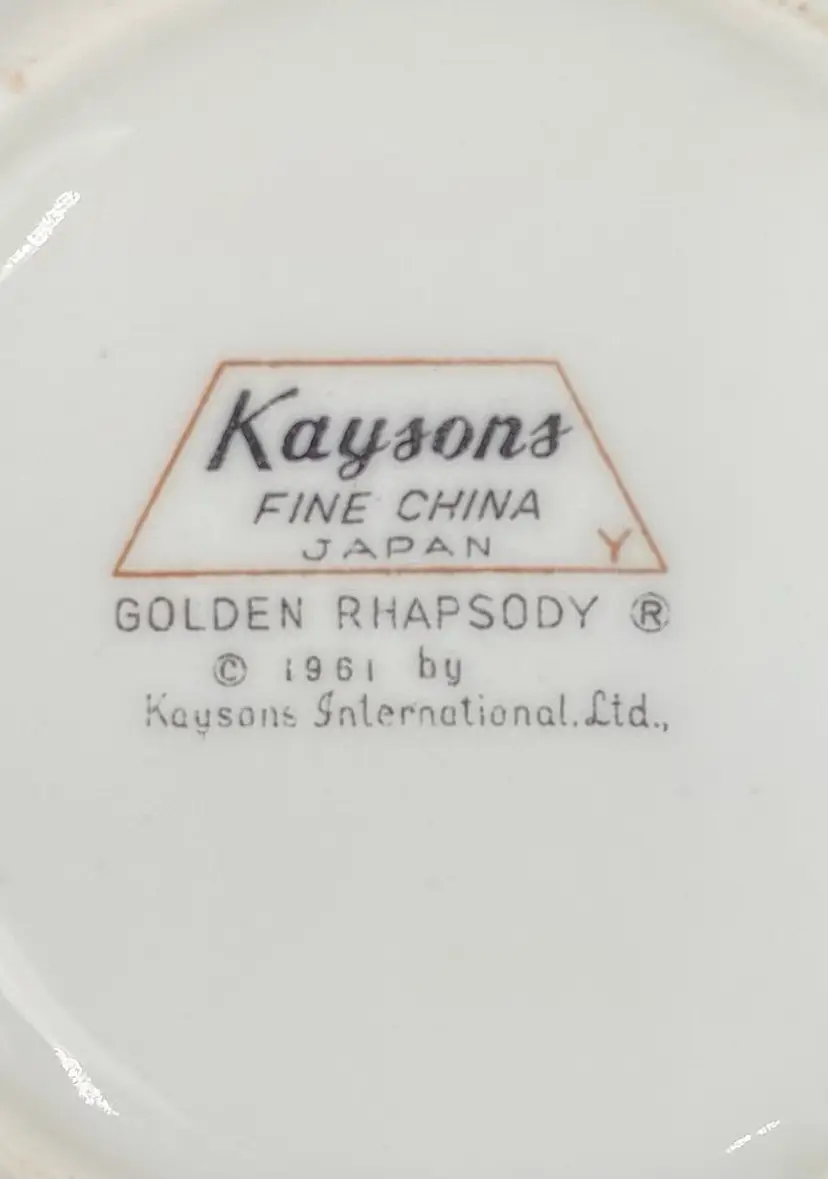 Kaysons
FINE CHINA
JAPAN Y
GOLDEN RHAPSODY ®
© 1961 by
Kaysons International. Ltd.,